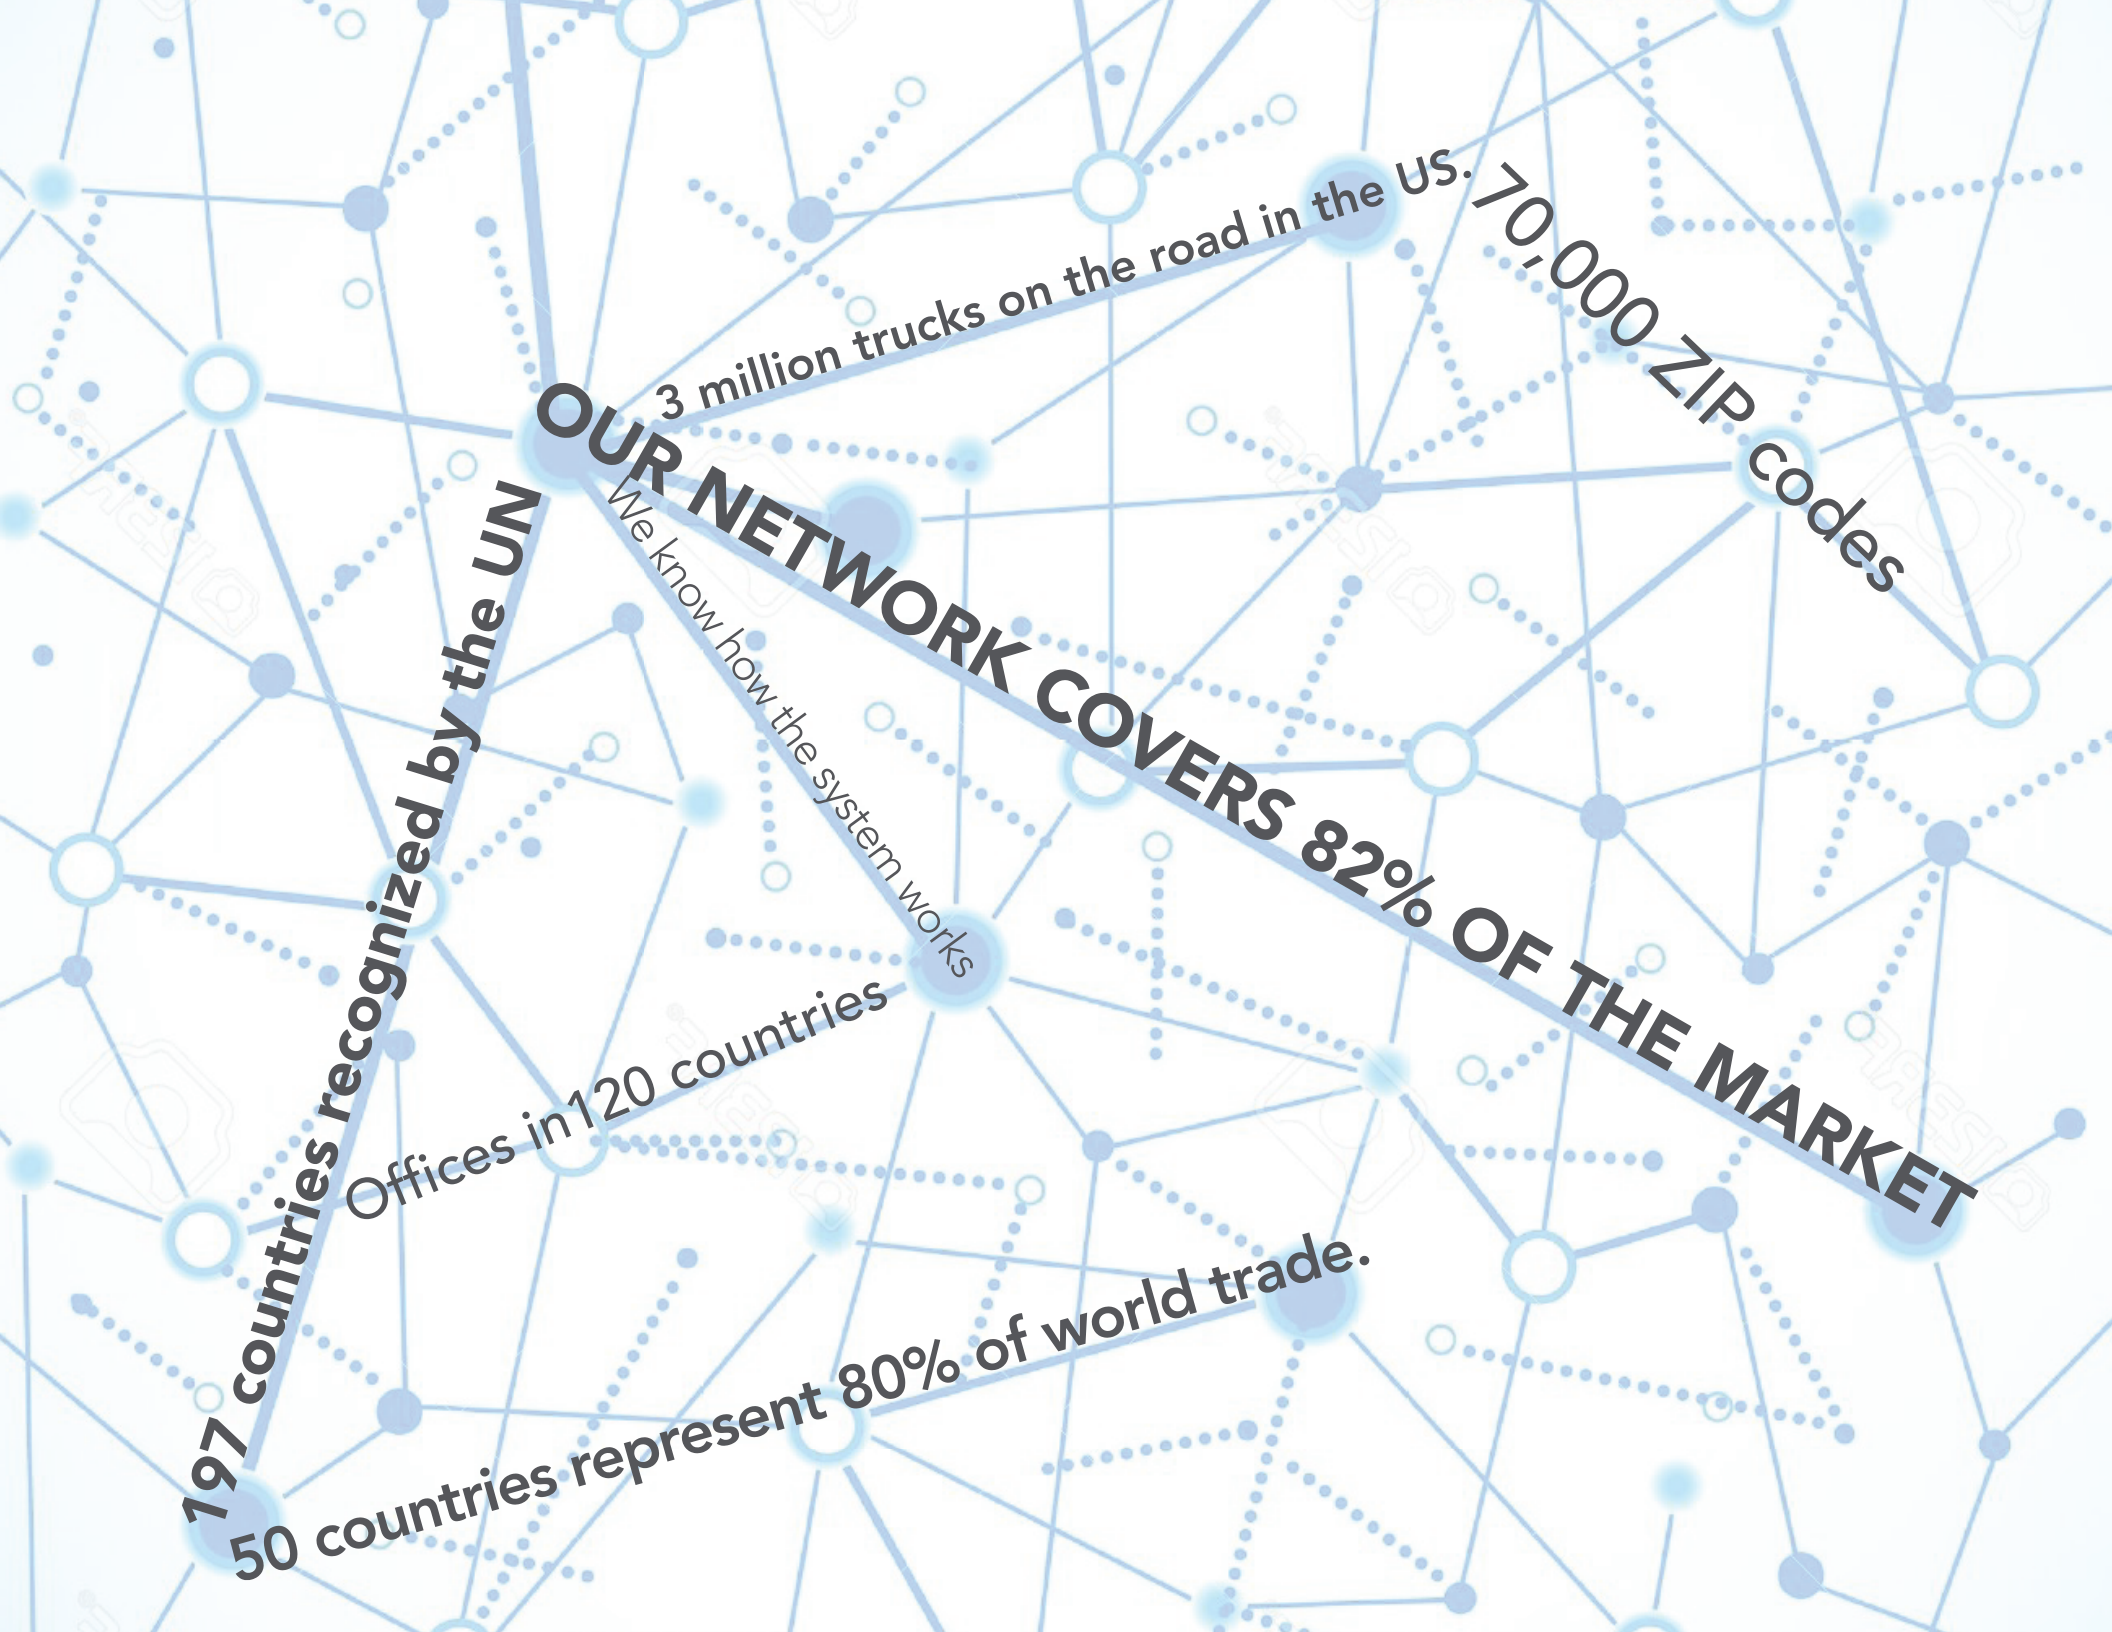 3 million trucks on the road in the US.
70,000 ZIP codes
OUR NETWORK COVERS 82% OF THE MARKET
We know how the system works
197 countries recognized by the UN
Offices in120 countries
50 countries represent 80% of world trade.